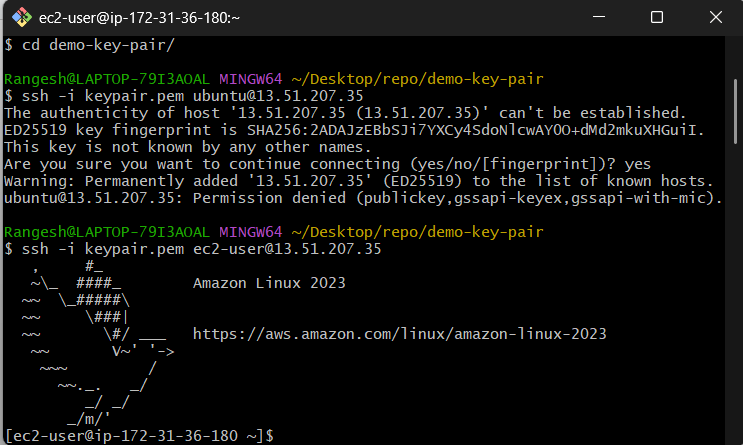 ec2-user@ip-172-31-36-180:~
$ cd demo-key-pair/
Rangesh@LAPTOP-79I3AOAL MINGW64 ~/Desktop/repo/demo-key-pair
$ ssh -i keypair.pem ubuntu@13.51.207.35
The authenticity of host '13.51.207.35 (13.51.207.35)' can't be established.
ED25519 key fingerprint is SHA256:2ADAJzEBbSJi7YXCy4SdoNlcwAYOO+dMd2mkuXHGuiI.
This key is not known by any other names.
Are you sure you want to continue connecting (yes/no/[fingerprint])? yes
Warning: Permanently added '13.51.207.35' (ED25519) to the list of known hosts.
ubuntu@13.51.207.35: Permission denied (publickey,gssapi-keyex,gssapi-with-mic).
Rangesh@LAPTOP-79I3AOAL MINGW64 ~/Desktop/repo/demo-key-pair
$ ssh -i keypair.pem ec2-user@13.51.207.35
   ,     #_
   ~\_  ####_        Amazon Linux 2023
  ~~  \_#####\
  ~~     \###|
  ~~       \#/ ___   https://aws.amazon.com/linux/amazon-linux-2023
   ~~       V~' '->
    ~~~         /
      ~~._.   _/
         _/ _/
       _/m/'
[ec2-user@ip-172-31-36-180 ~]$